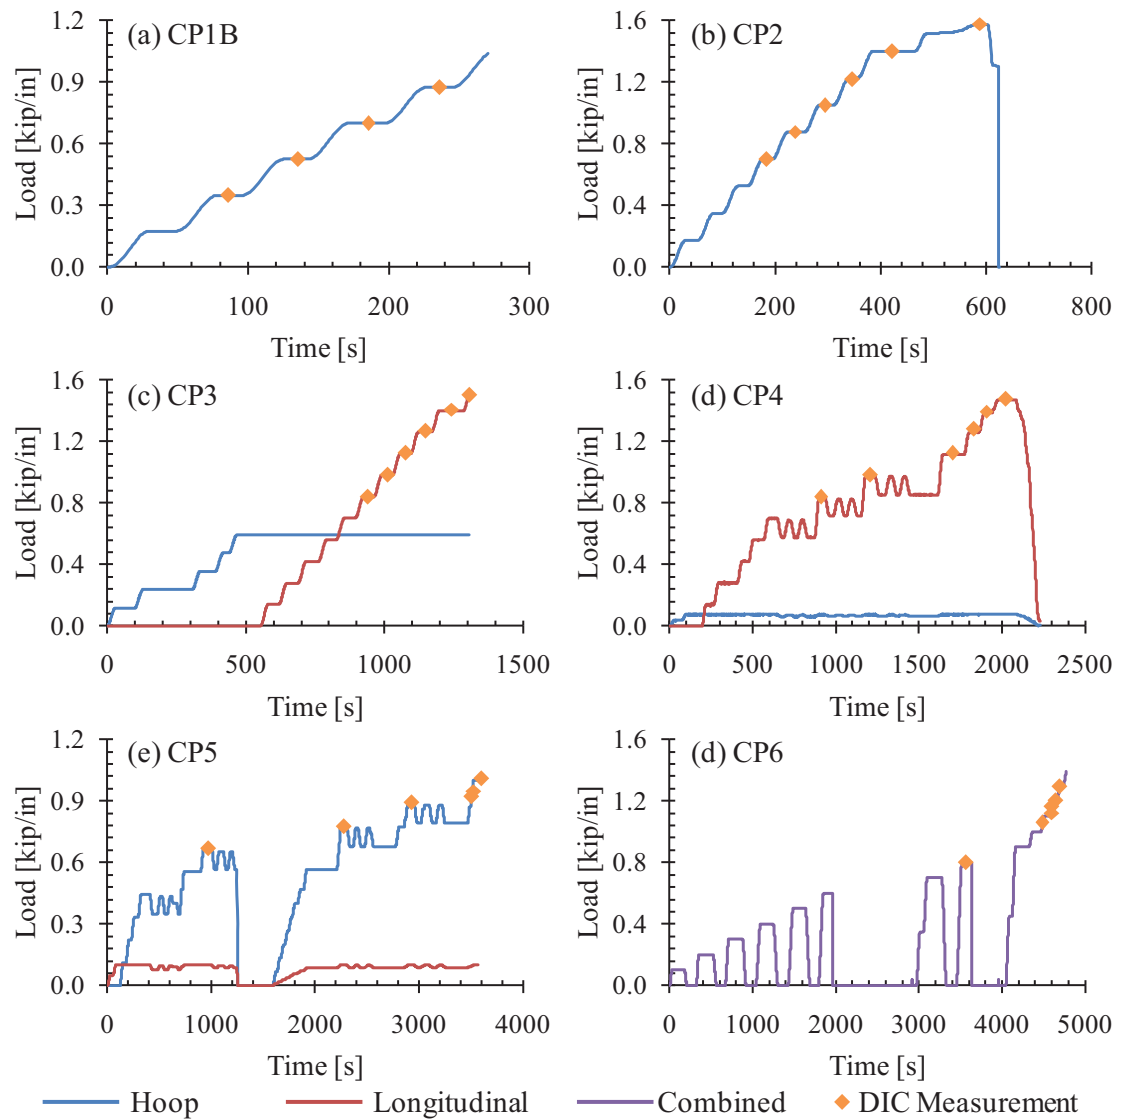 (a) CP1B
Load [kip/in]
1.2
0.9
0.6
0.3
0.0
0 100 200 300
Time [s]
(b) CP2
Load [kip/in]
1.6
1.2
0.8
0.4
0.0
0 200 400 600 800
Time [s]
(c) CP3
Load [kip/in]
1.6
1.2
0.8
0.4
0.0
0 500 1000 1500
Time [s]
(d) CP4
Load [kip/in]
1.6
1.2
0.8
0.4
0.0
0 500 1000 1500 2000 2500
Time [s]
(e) CP5
Load [kip/in]
1.2
0.9
0.6
0.3
0.0
0 1000 2000 3000 4000
Time [s]
(d) CP6
Load [kip/in]
1.6
1.2
0.8
0.4
0.0
0 1000 2000 3000 4000 5000
Time [s]
Hoop Longitudinal Combined DIC Measurement